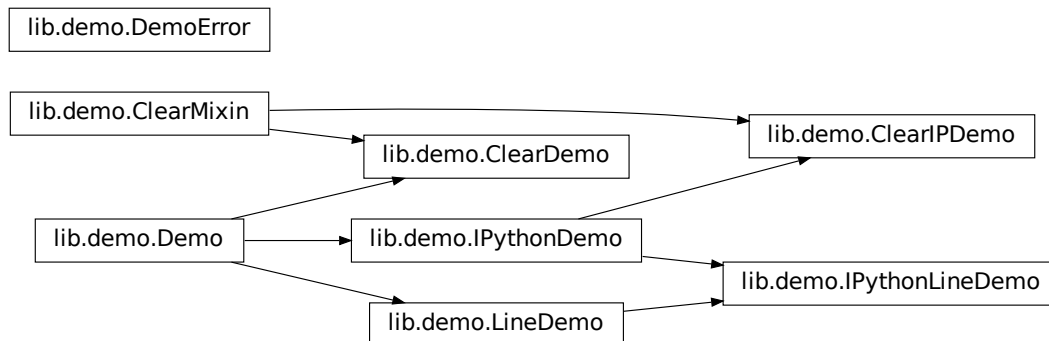 lib.demo.DemoError
lib.demo.ClearMixin
lib.demo.ClearIPDemo
lib.demo.ClearDemo
lib.demo.Demo
lib.demo.IPythonDemo
lib.demo.IPythonLineDemo
lib.demo.LineDemo